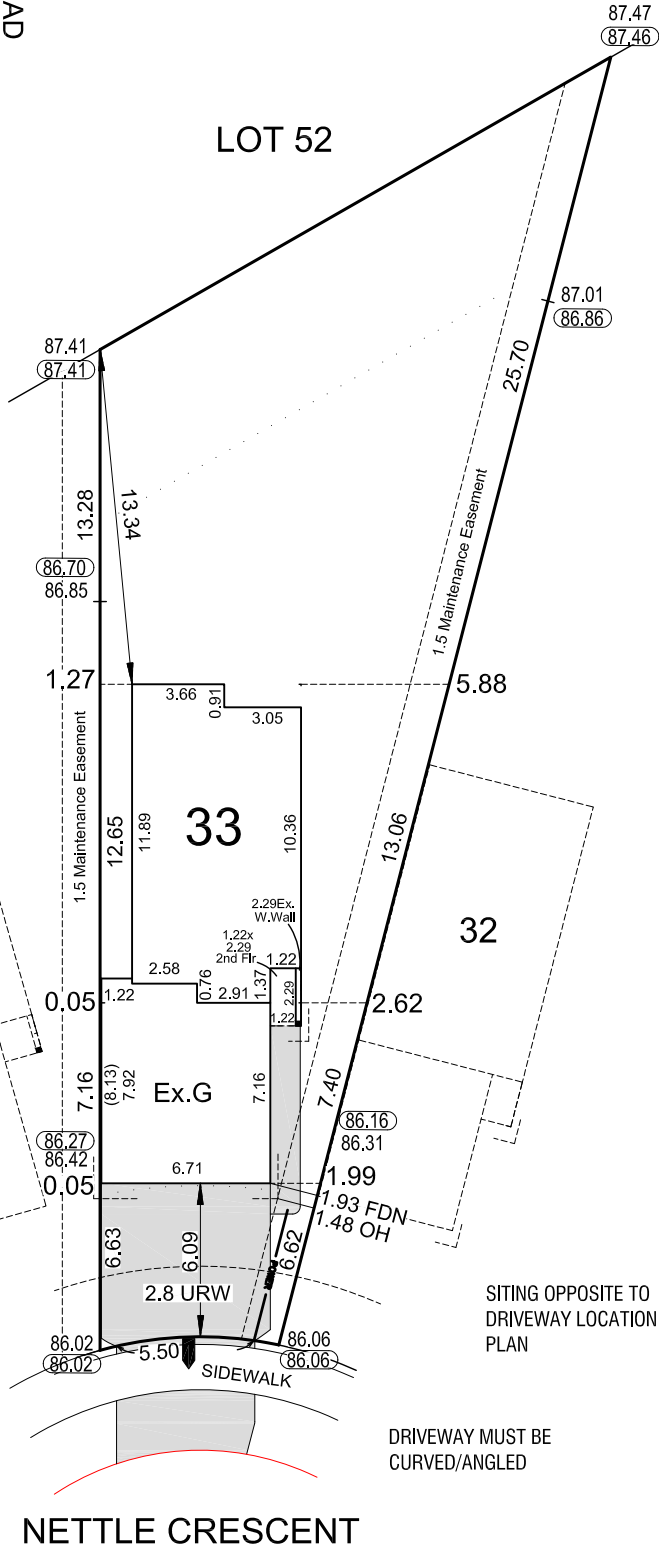 AD
87.47
87.46
LOT 52
87.01
86.86
87.41
87.41
25.70
13.28
13.34
1.5 Maintenance Easement
86.70
86.85
1.27
5.88
3.66
0.91
3.05
1.5 Maintenance Easement
12.65
11.89
33
10.36
13.06
32
2.29Ex.
W.Wall
1.22x
2.29
2nd Flr
2.58
0.76
1.37
1.22
2.29
0.05
1.22
2.91
1.22
2.62
7.16
(8.13)
7.92
Ex.G
7.16
7.40
86.16
86.31
86.27
86.42
0.05
6.71
1.99
1.93 FDN
1.48 OH
6.63
6.09
POWER
6.62
2.8 URW
SITING OPPOSITE TO
DRIVEWAY LOCATION
PLAN
86.02
86.02
5.50
86.06
86.06
SIDEWALK
DRIVEWAY MUST BE
CURVED/ANGLED
NETTLE CRESCENT